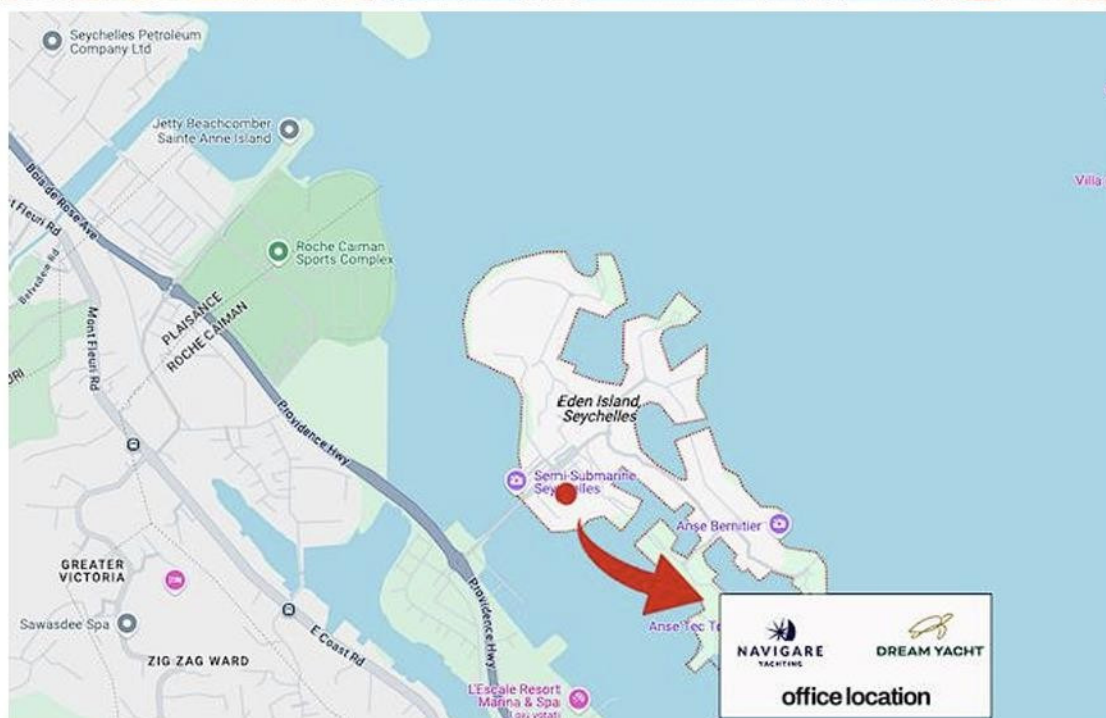 Seychelles Petroleum
Company Ltd
Jetty Beachcomber
Sainte Anne Island
Villa
Bois de Rose Ave
Fleuri Rd
Belvedere Rd
Roche Caiman
Sports Complex
PLAISANCE
ROCHE CAIMAN
Mont Fleuri Rd
Eden Island,
Seychelles
Providence Hwy
Semi-Submarine
Seychelles
Anse Bernitier
GREATER
VICTORIA
Providence Hwy
Sawasdee Spa
E Coast Rd
Anse Tec
ZIG ZAG WARD
L'Escale Resort
Marina & Spa
NAVIGARE
YACHTING
DREAM YACHT
office location